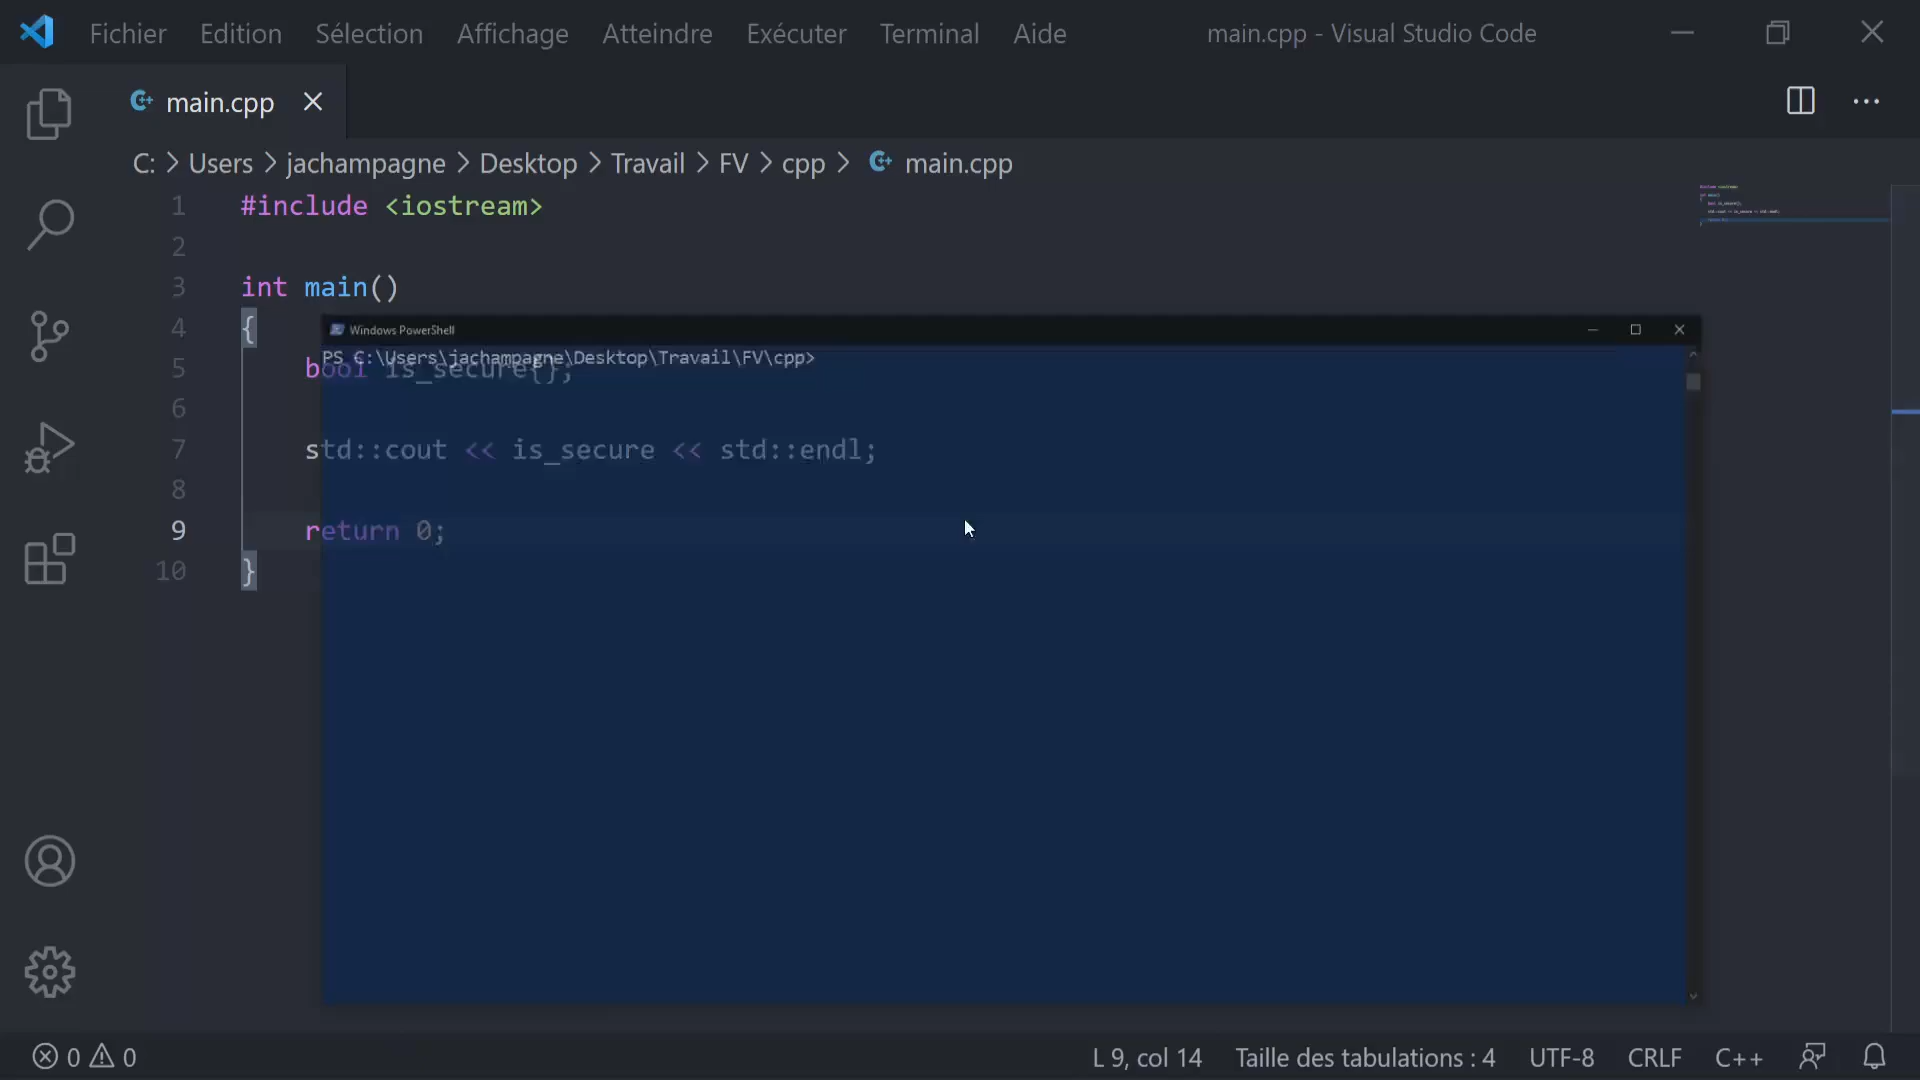 Fichier Edition Sélection Affichage Atteindre Exécuter Terminal Aide main.cpp - Visual Studio Code
main.cpp
C: > Users > jachampagne > Desktop > Travail > FV > cpp > main.cpp
1 #include <iostream>
2
3 int main()
4 {
Windows PowerShell
PS C:\Users\jachampagne\Desktop\Travail\FV\cpp>
5 bool is_secure{};
6
7 std::cout << is_secure << std::endl;
8
9 return 0;
10 }
0 0 L 9, col 14 Taille des tabulations : 4 UTF-8 CRLF C++